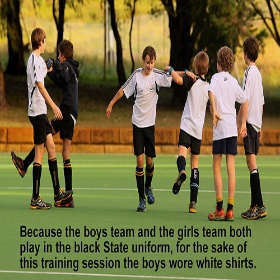 Because the boys team and the girls team both
play in the black State uniform, for the sake of
this training session the boys wore white shirts.